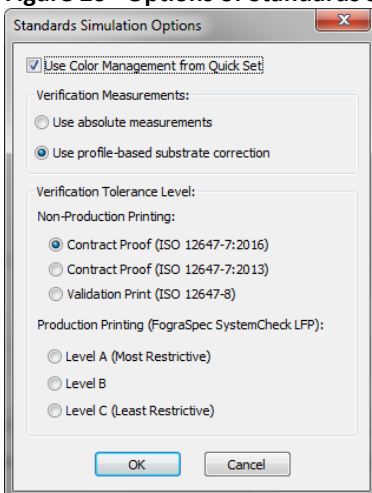 Standards Simulation Options
Use Color Management from Quick Set
Verification Measurements:
Use absolute measurements
Use profile-based substrate correction
Verification Tolerance Level:
Non-Production Printing:
Contract Proof (ISO 12647-7:2016)
Contract Proof (ISO 12647-7:2013)
Validation Print (ISO 12647-8)
Production Printing (FograSpec SystemCheck LFP):
Level A (Most Restrictive)
Level B
Level C (Least Restrictive)
OK Cancel